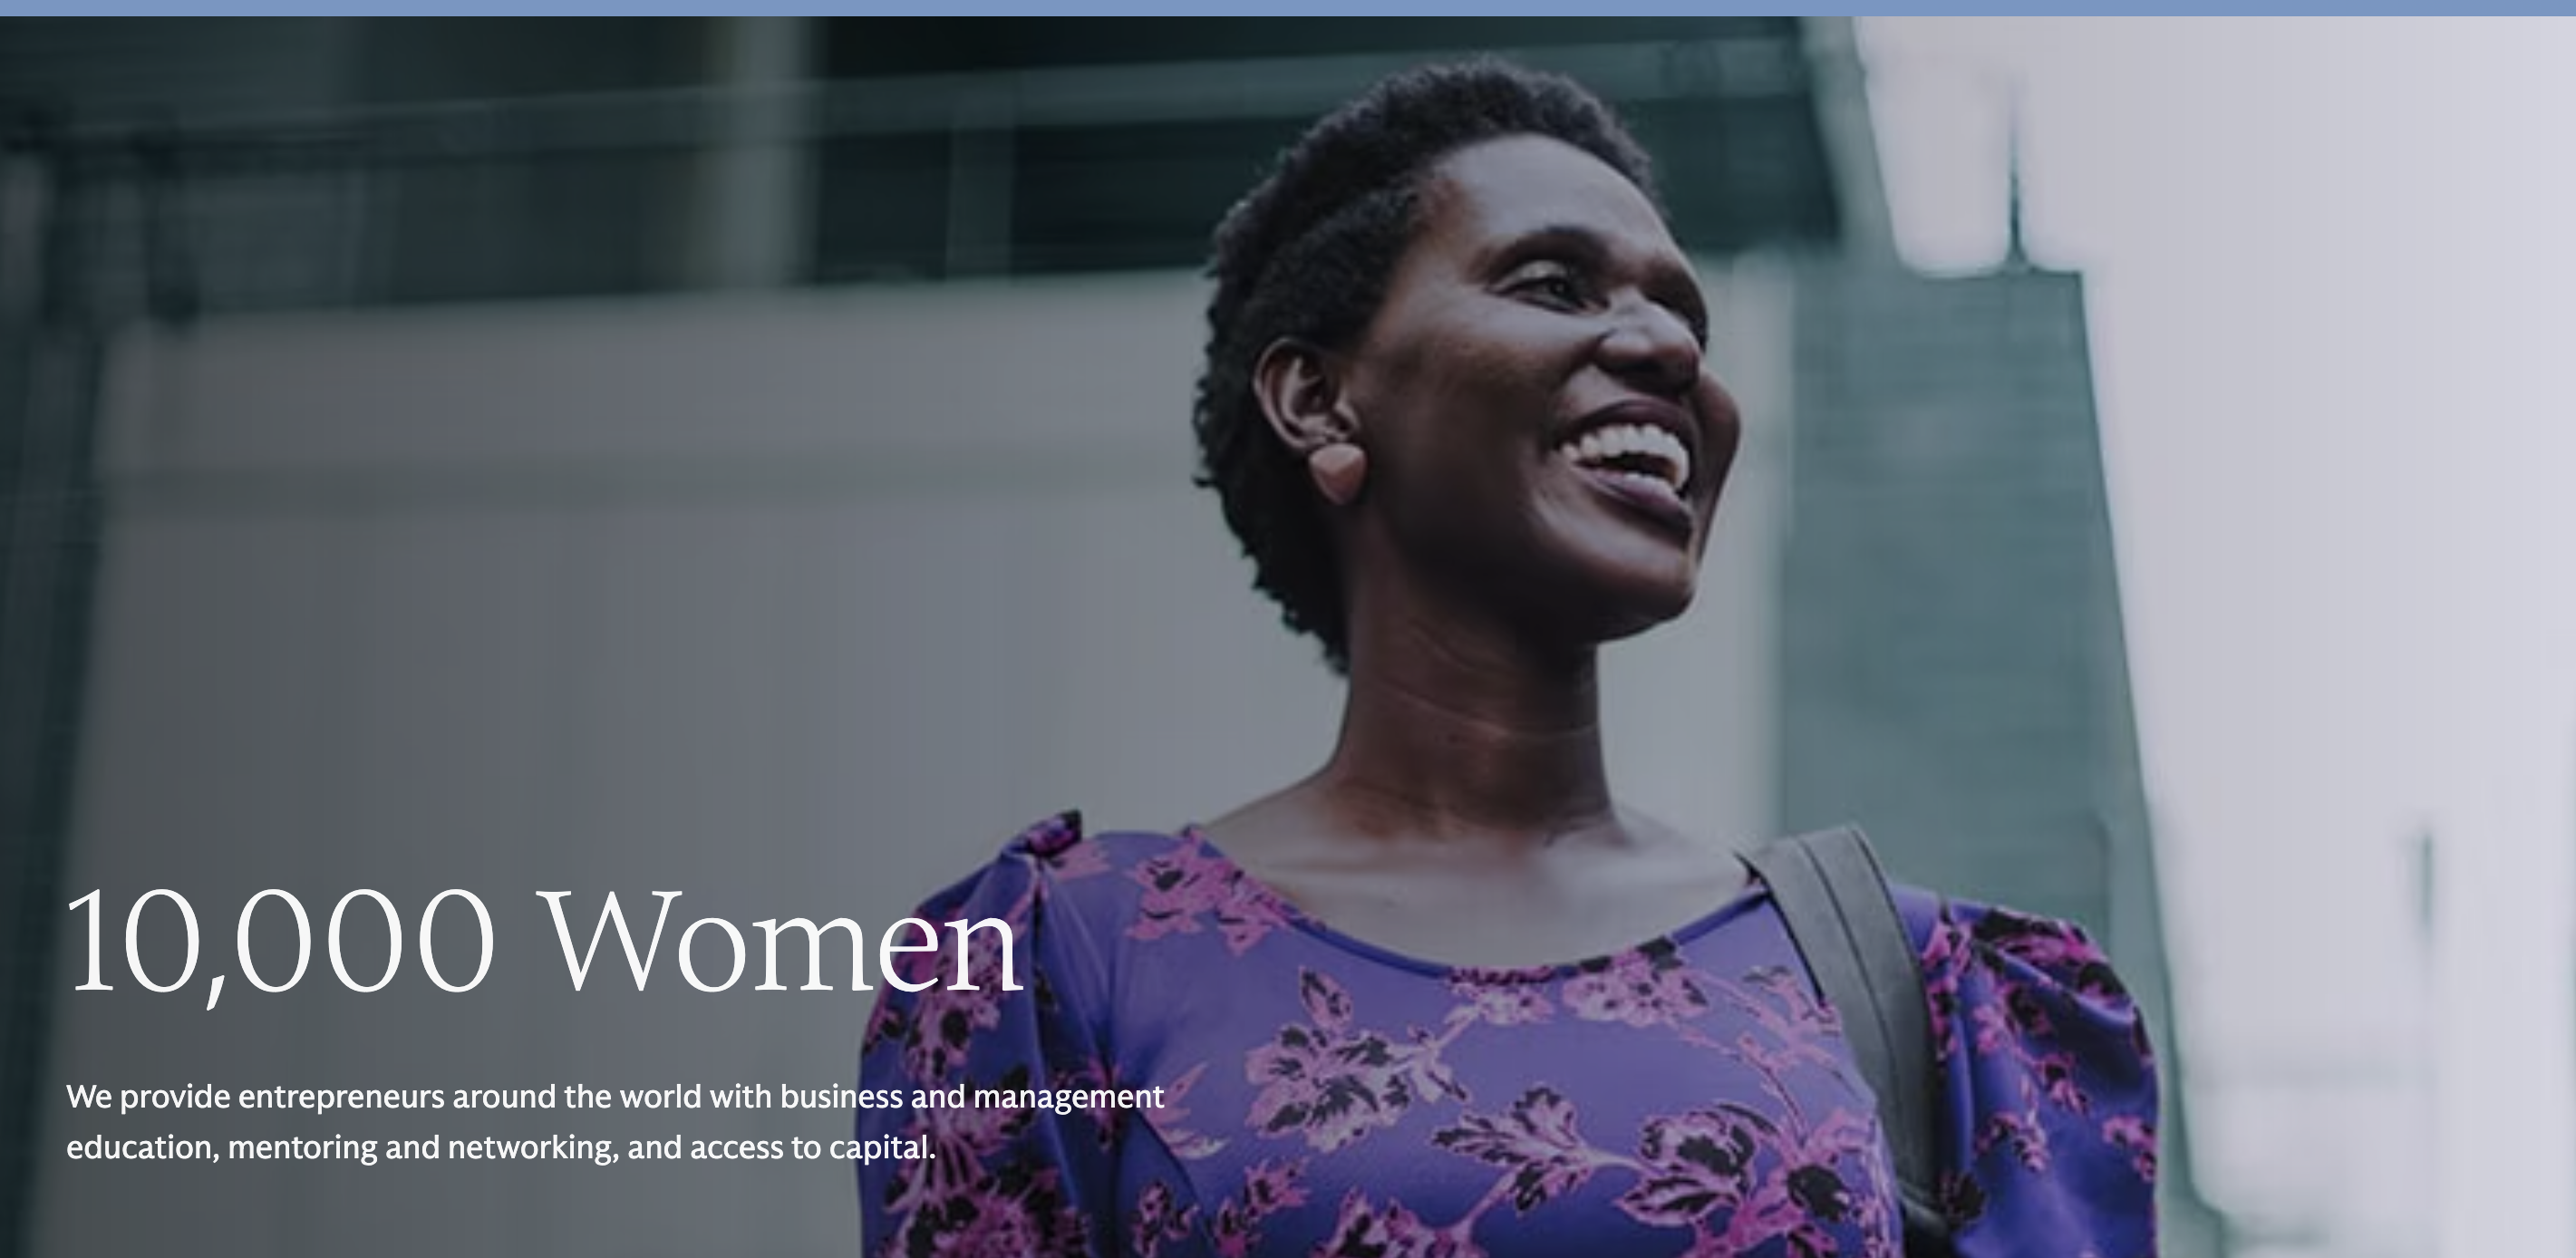 10,000 Women
We provide entrepreneurs around the world with business and management
education, mentoring and networking, and access to capital.